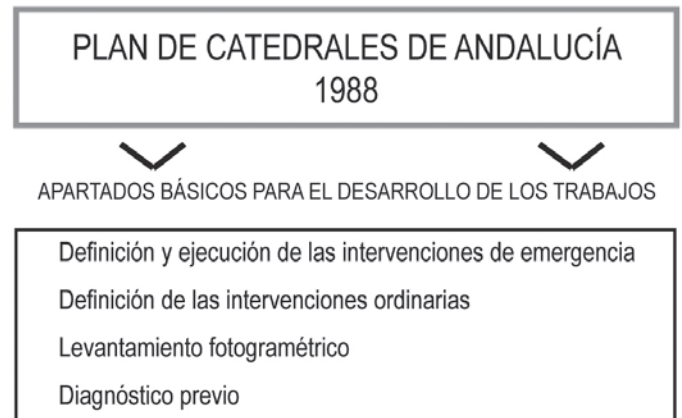 PLAN DE CATEDRALES DE ANDALUCÍA
1988
APARTADOS BÁSICOS PARA EL DESARROLLO DE LOS TRABAJOS
Definición y ejecución de las intervenciones de emergencia
Definición de las intervenciones ordinarias
Levantamiento fotogramétrico
Diagnóstico previo